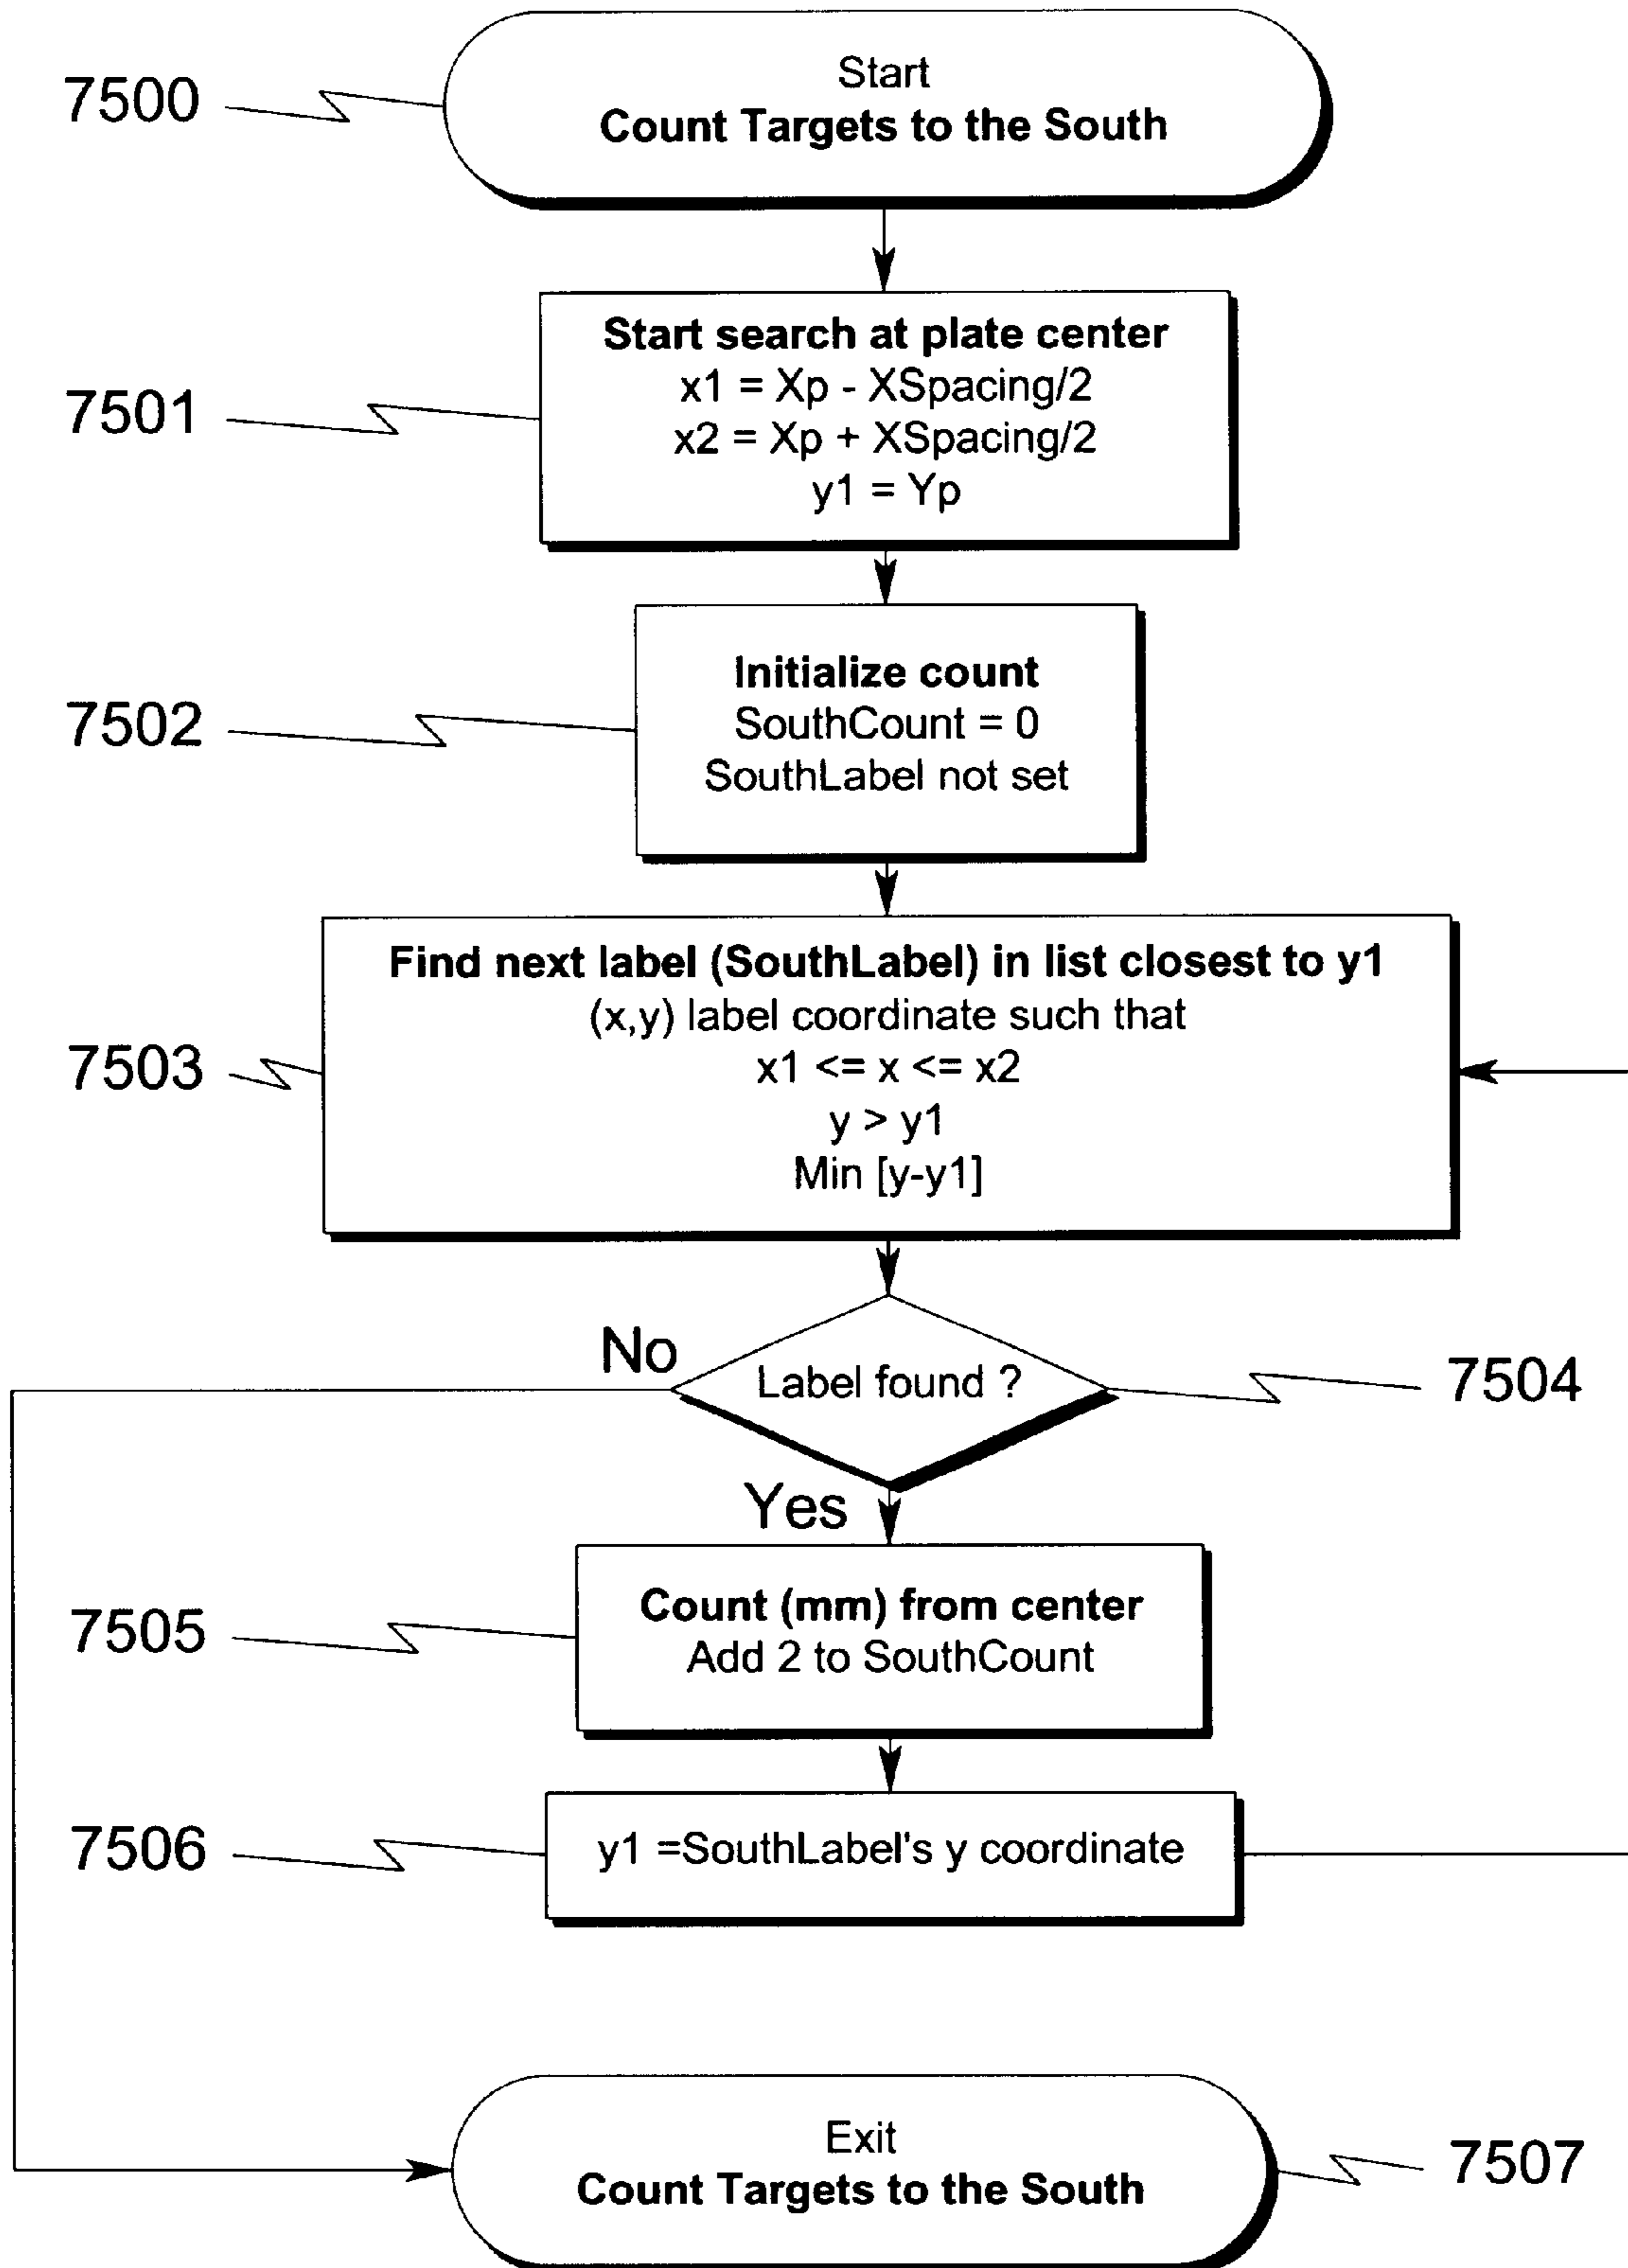 7500
Start
Count Targets to the South
7501
Start search at plate center
x1 = Xp - XSpacing/2
x2 = Xp + XSpacing/2
y1 = Yp
7502
Initialize count
SouthCount = 0
SouthLabel not set
7503
Find next label (SouthLabel) in list closest to y1
(x,y) label coordinate such that
x1 <= x <= x2
y > y1
Min [y-y1]
No
Label found ?
7504
Yes
7505
Count (mm) from center
Add 2 to SouthCount
7506
y1 =SouthLabel's y coordinate
Exit
Count Targets to the South
7507